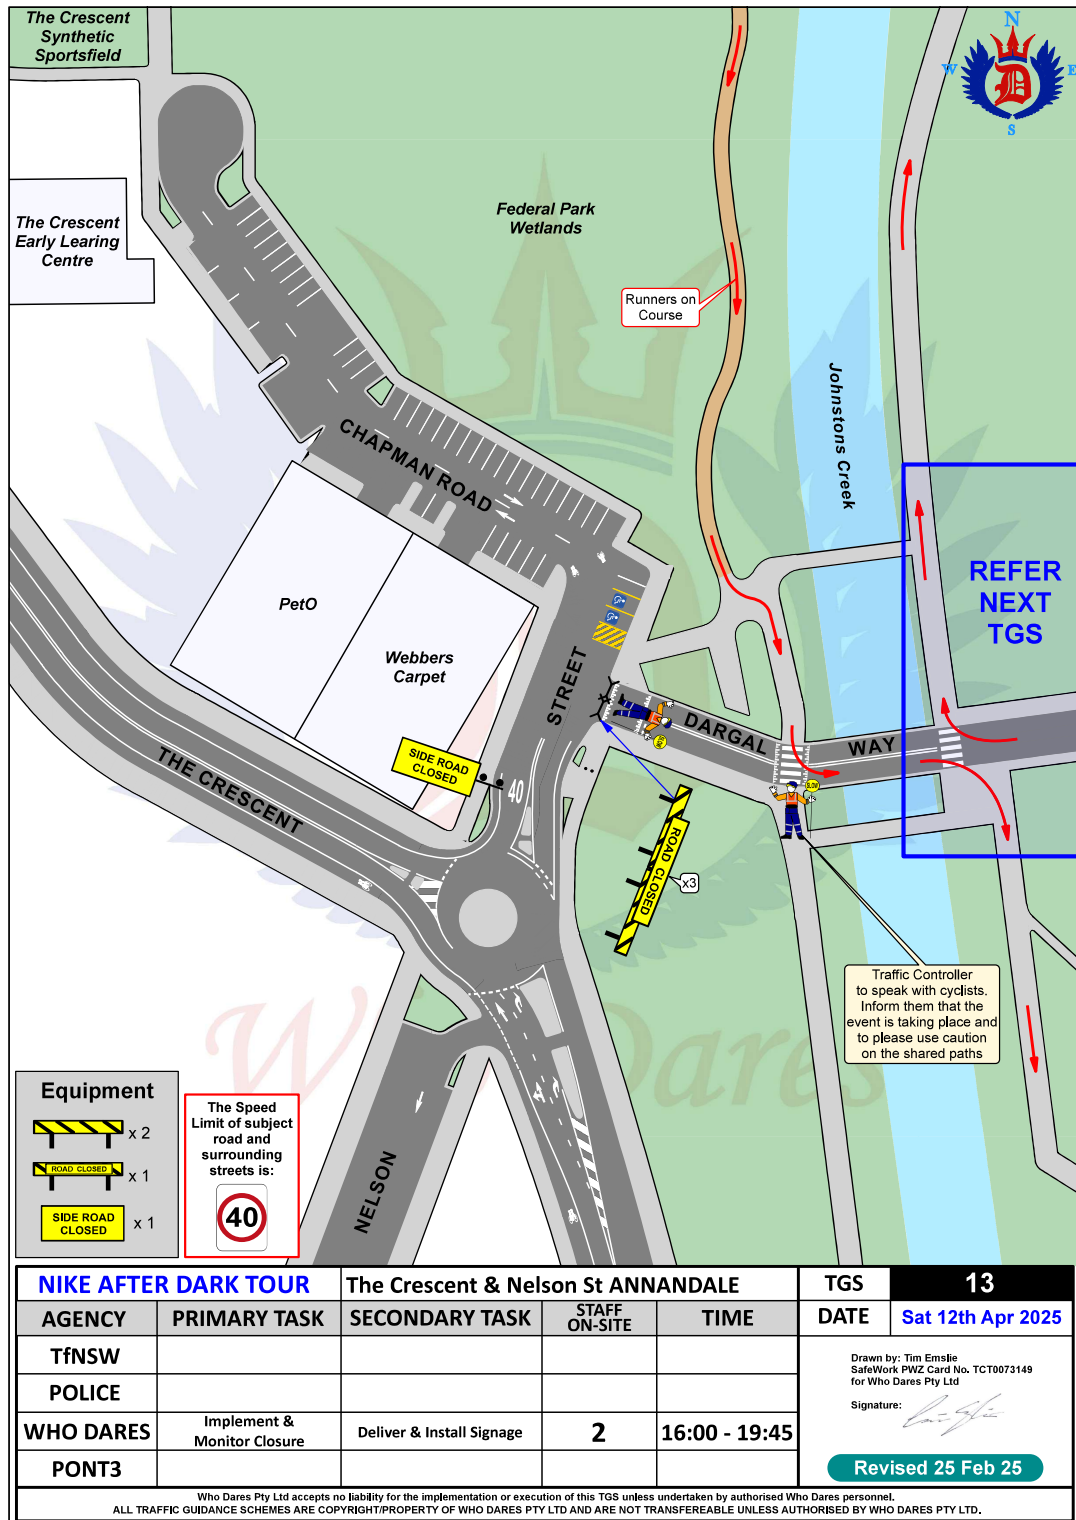 The Crescent
Synthetic
Sportsfield
N
W
E
S
D
The Crescent
Early Learing
Centre
Federal Park
Wetlands
Runners on
Course
Johnstons Creek
CHAPMAN ROAD
REFER
NEXT
TGS
PetO
Webbers
Carpet
STREET
DARGAL
WAY
SLOW
SLOW
SIDE ROAD
CLOSED
40
THE CRESCENT
ROAD CLOSED
x3
Traffic Controller
to speak with cyclists.
Inform them that the
event is taking place and
to please use caution
on the shared paths
Who Dares
NELSON
Equipment
x 2
ROAD CLOSED
x 1
SIDE ROAD
CLOSED
x 1
The Speed
Limit of subject
road and
surrounding
streets is:
40
NIKE AFTER DARK TOUR
The Crescent & Nelson St ANNANDALE
TGS
13
AGENCY
PRIMARY TASK
SECONDARY TASK
STAFF
ON-SITE
TIME
DATE
Sat 12th Apr 2025
TfNSW
POLICE
WHO DARES
Implement &
Monitor Closure
Deliver & Install Signage
2
16:00 - 19:45
PONT3
Drawn by: Tim Emslie
SafeWork PWZ Card No. TCT0073149
for Who Dares Pty Ltd
Signature:
Revised 25 Feb 25
Who Dares Pty Ltd accepts no liability for the implementation or execution of this TGS unless undertaken by authorised Who Dares personnel.
ALL TRAFFIC GUIDANCE SCHEMES ARE COPYRIGHT/PROPERTY OF WHO DARES PTY LTD AND ARE NOT TRANSFEREABLE UNLESS AUTHORISED BY WHO DARES PTY LTD.